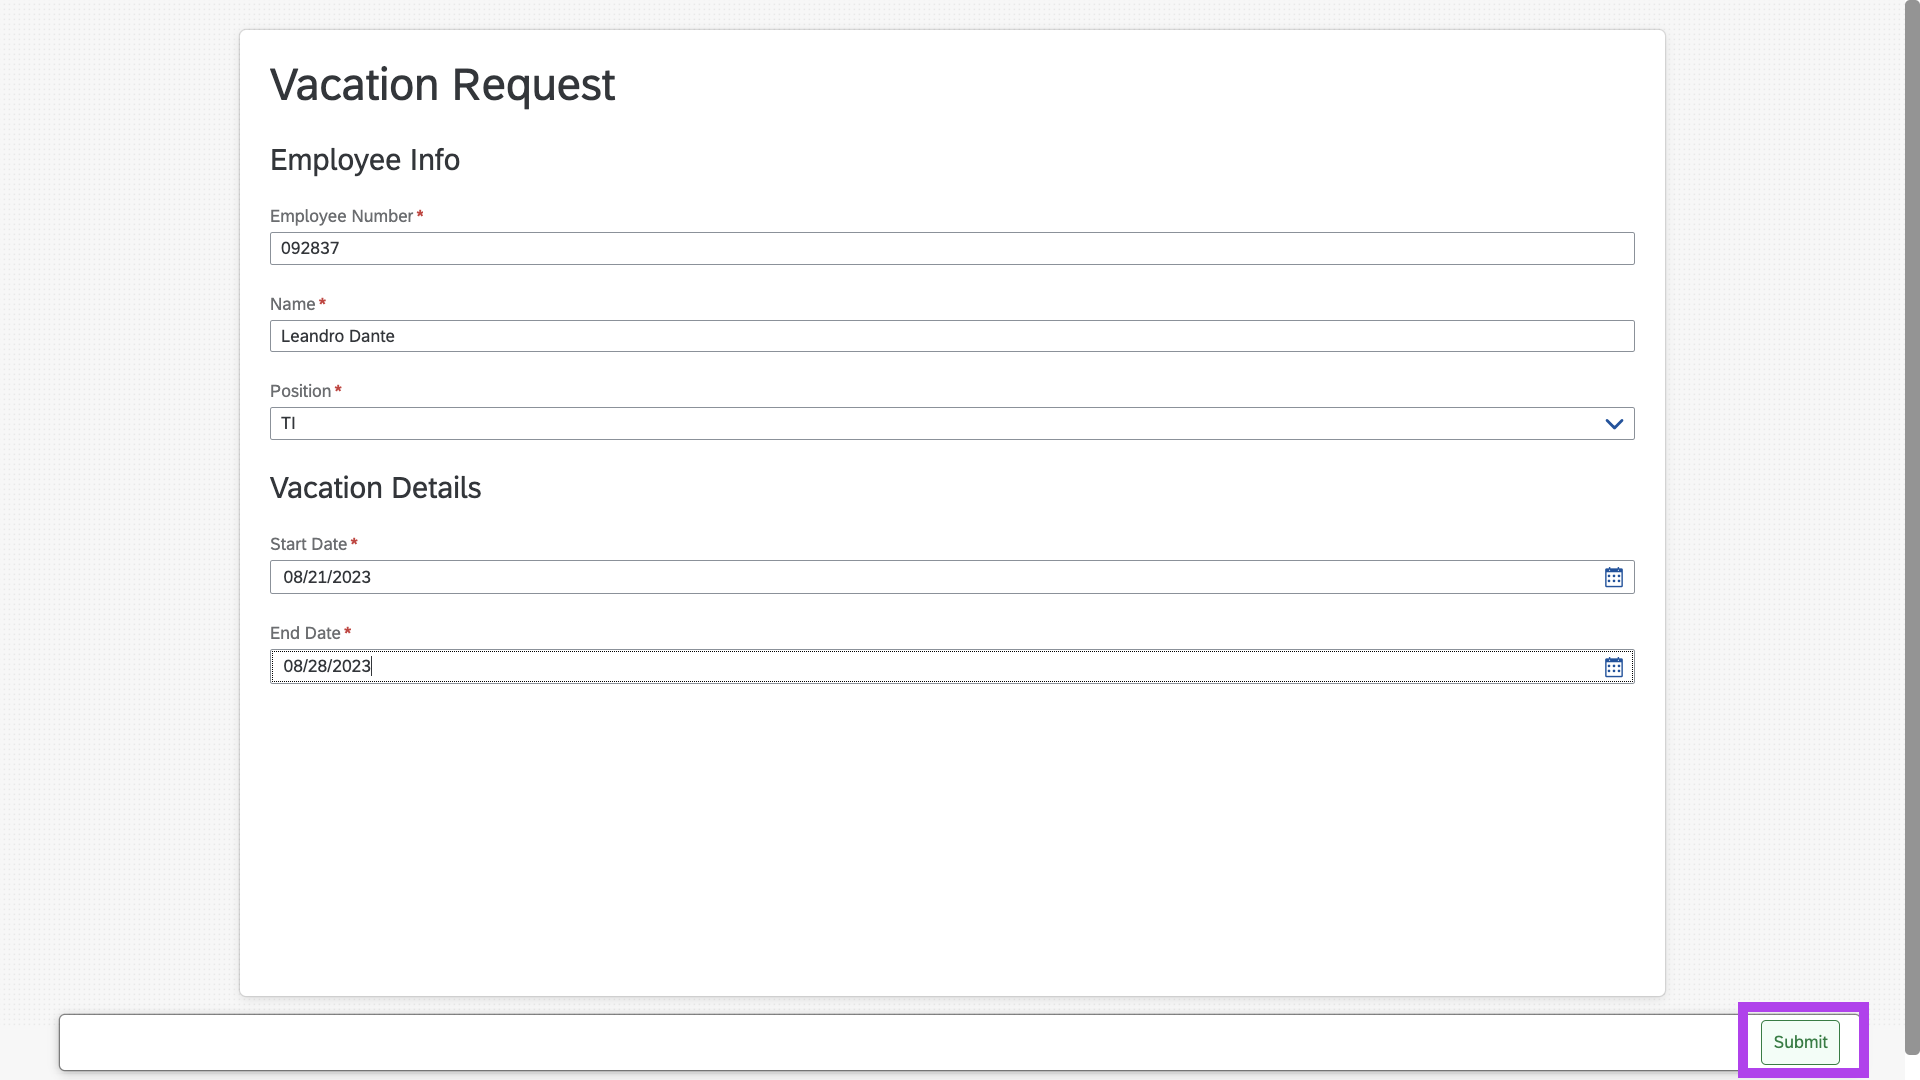 Vacation Request
Employee Info
Employee Number*
092837
Name*
Leandro Dante
Position*
TI
Vacation Details
Start Date*
08/21/2023
End Date*
08/28/2023
Submit